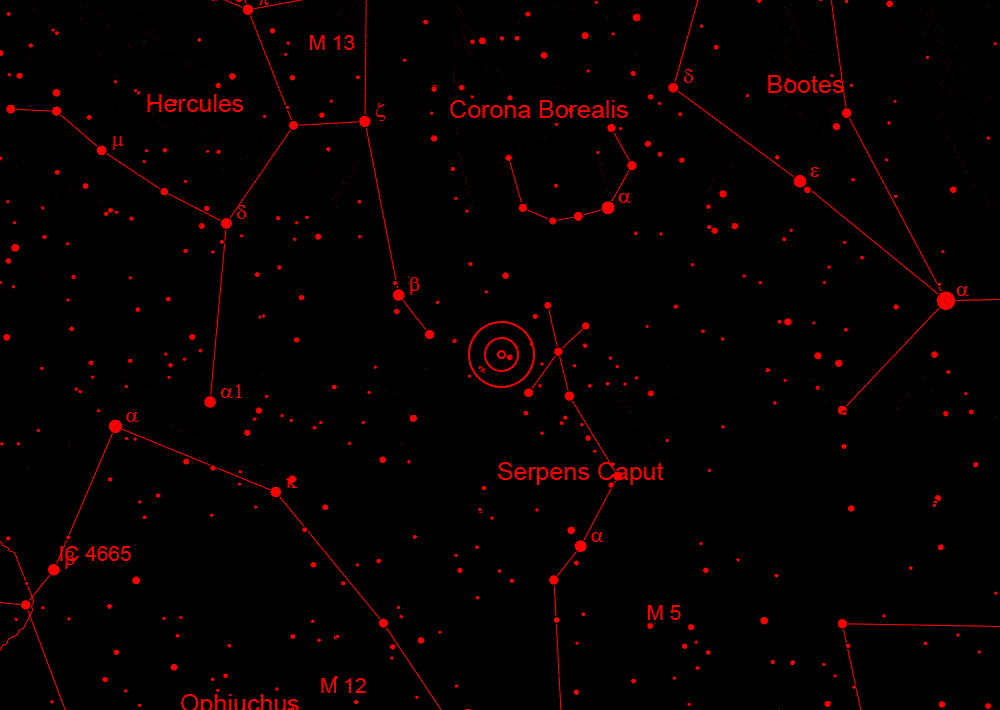 M 13
δ
Bootes
Hercules
Corona Borealis
ζ
μ
ε
α
δ
β
α
α1
α
Serpens Caput
κ
α
IC 4665
β
M 5
M 12
Ophiuchus